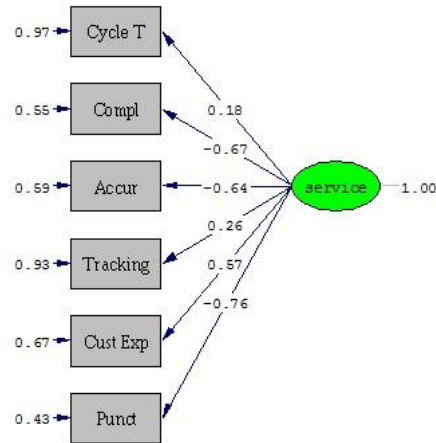 0.97 Cycle T
0.18
0.55 Compl
-0.67
0.59 Accur
-0.64
service 1.00
0.26
0.93 Tracking
0.57
0.67 Cust Exp
-0.76
0.43 Punct